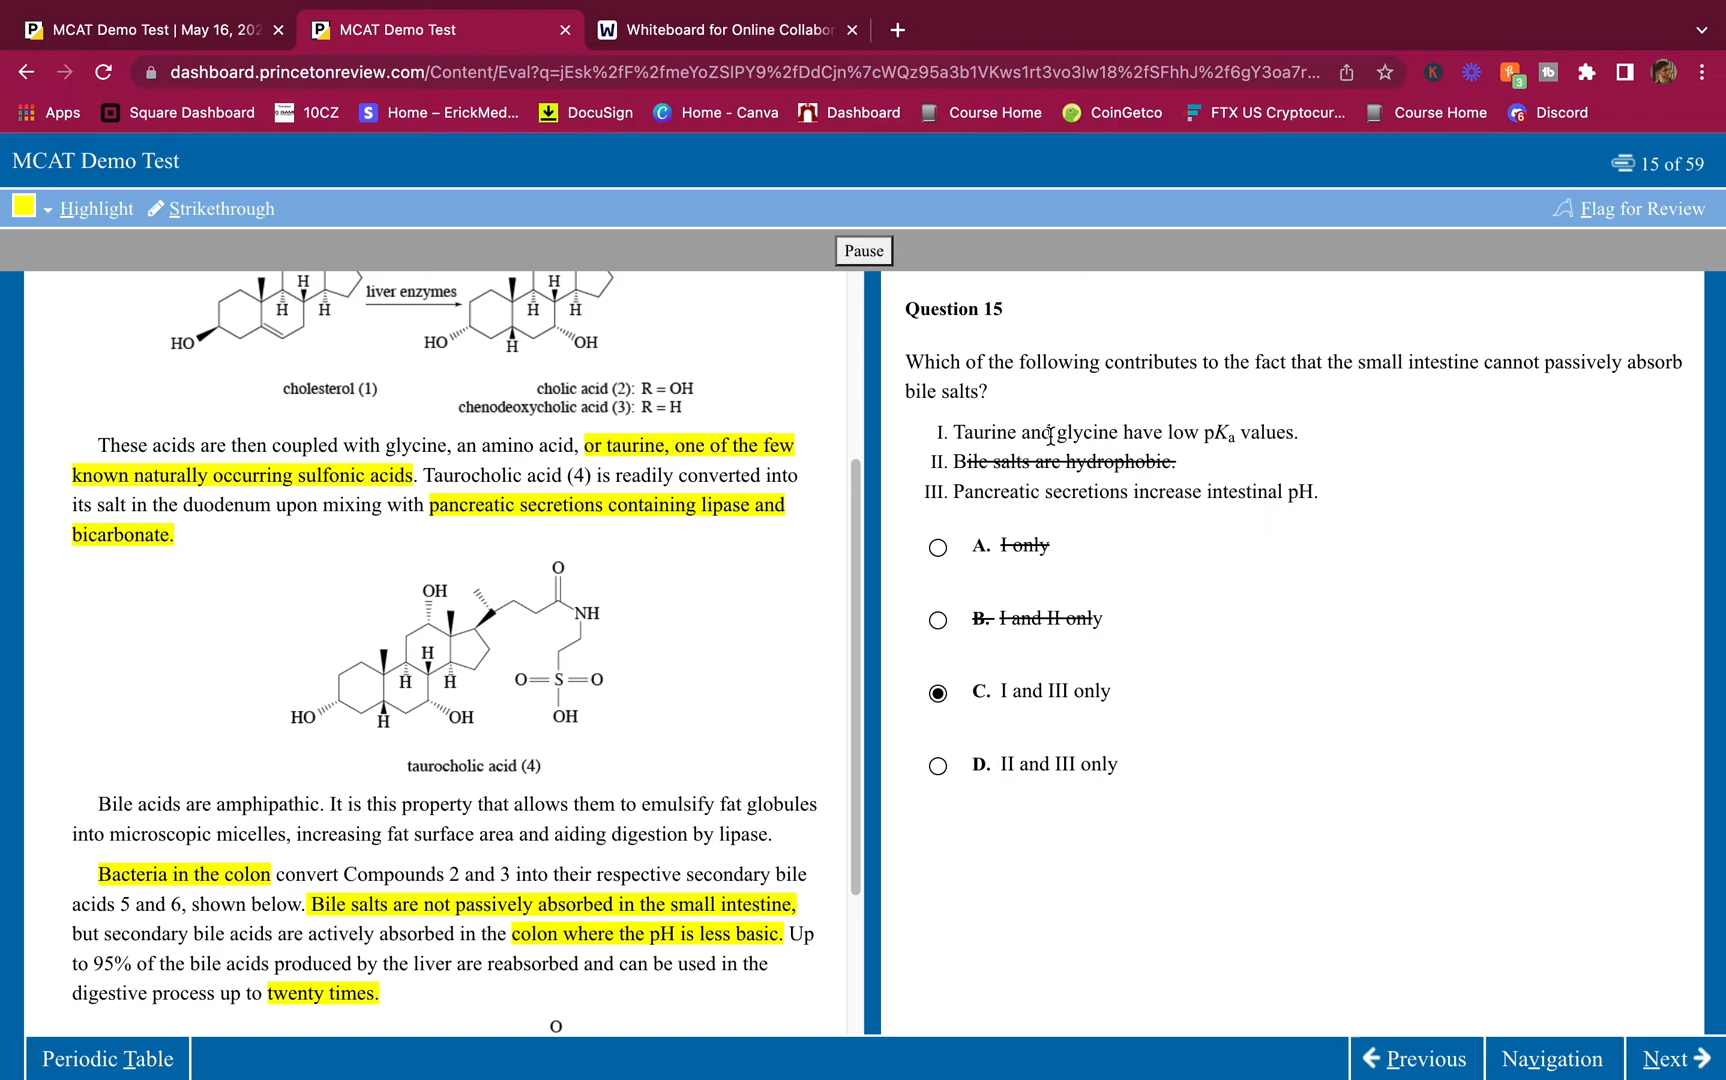 MCAT Demo Test | May 16, 202
MCAT Demo Test
Whiteboard for Online Collabor
dashboard.princetonreview.com/Content/Eval?q=jEsk%2fF%2fmeYoZSIPY9%2fDdCjn%7cWQz95a3b1VKws1rt3vo3lw18%2fSFhhJ%2f6gY3oa7r...
Apps
Square Dashboard
10CZ
Home – ErickMed...
DocuSign
Home - Canva
Dashboard
Course Home
CoinGetco
FTX US Cryptocur...
Course Home
Discord
MCAT Demo Test
15 of 59
Highlight
Strikethrough
Flag for Review
Pause
H
H
H
HO
liver enzymes
H
H
H
HO
H
OH
cholesterol (1)
cholic acid (2): R = OH
chenodeoxycholic acid (3): R = H
These acids are then coupled with glycine, an amino acid, or taurine, one of the few
known naturally occurring sulfonic acids. Taurocholic acid (4) is readily converted into
its salt in the duodenum upon mixing with pancreatic secretions containing lipase and
bicarbonate.
O
OH
NH
H
H
H
O=S=O
HO
H
OH
OH
taurocholic acid (4)
Bile acids are amphipathic. It is this property that allows them to emulsify fat globules
into microscopic micelles, increasing fat surface area and aiding digestion by lipase.
Bacteria in the colon convert Compounds 2 and 3 into their respective secondary bile
acids 5 and 6, shown below. Bile salts are not passively absorbed in the small intestine,
but secondary bile acids are actively absorbed in the colon where the pH is less basic. Up
to 95% of the bile acids produced by the liver are reabsorbed and can be used in the
digestive process up to twenty times.
O
Question 15
Which of the following contributes to the fact that the small intestine cannot passively absorb
bile salts?
I. Taurine and glycine have low pKa values.
II. Bile salts are hydrophobic.
III. Pancreatic secretions increase intestinal pH.
A. I only
B. I and II only
C. I and III only
D. II and III only
Periodic Table
Previous
Navigation
Next